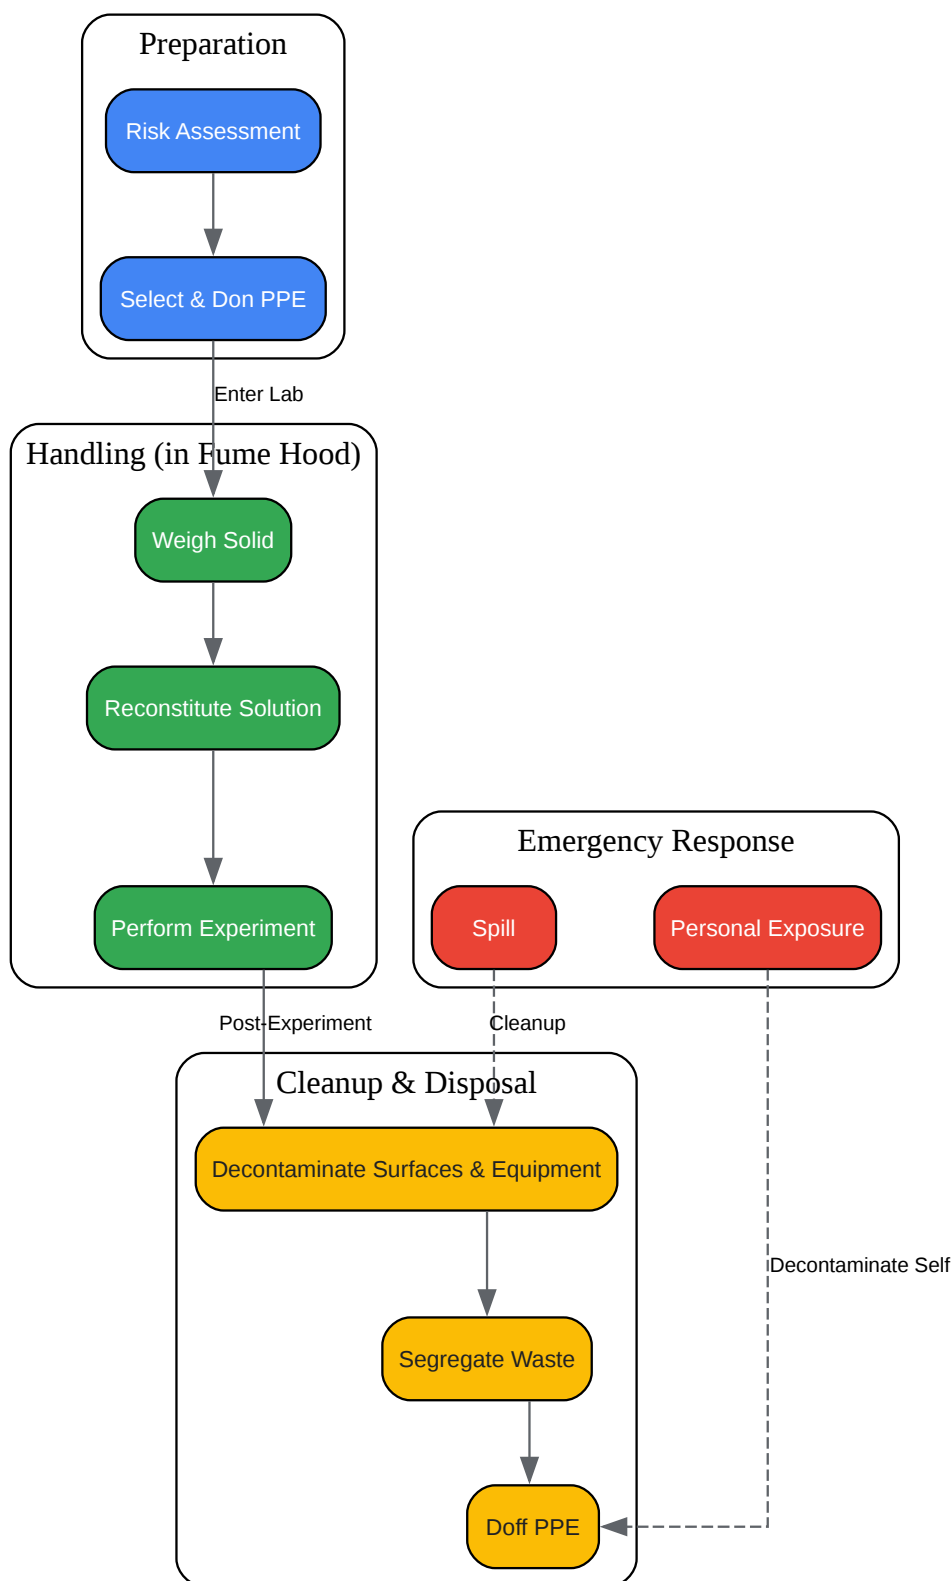 Preparation
Risk Assessment
Select & Don PPE
Enter Lab
Handling (in Fume Hood)
Weigh Solid
Reconstitute Solution
Perform Experiment
Emergency Response
Spill
Personal Exposure
Post-Experiment
Cleanup
Cleanup & Disposal
Decontaminate Surfaces & Equipment
Decontaminate Self
Segregate Waste
Doff PPE